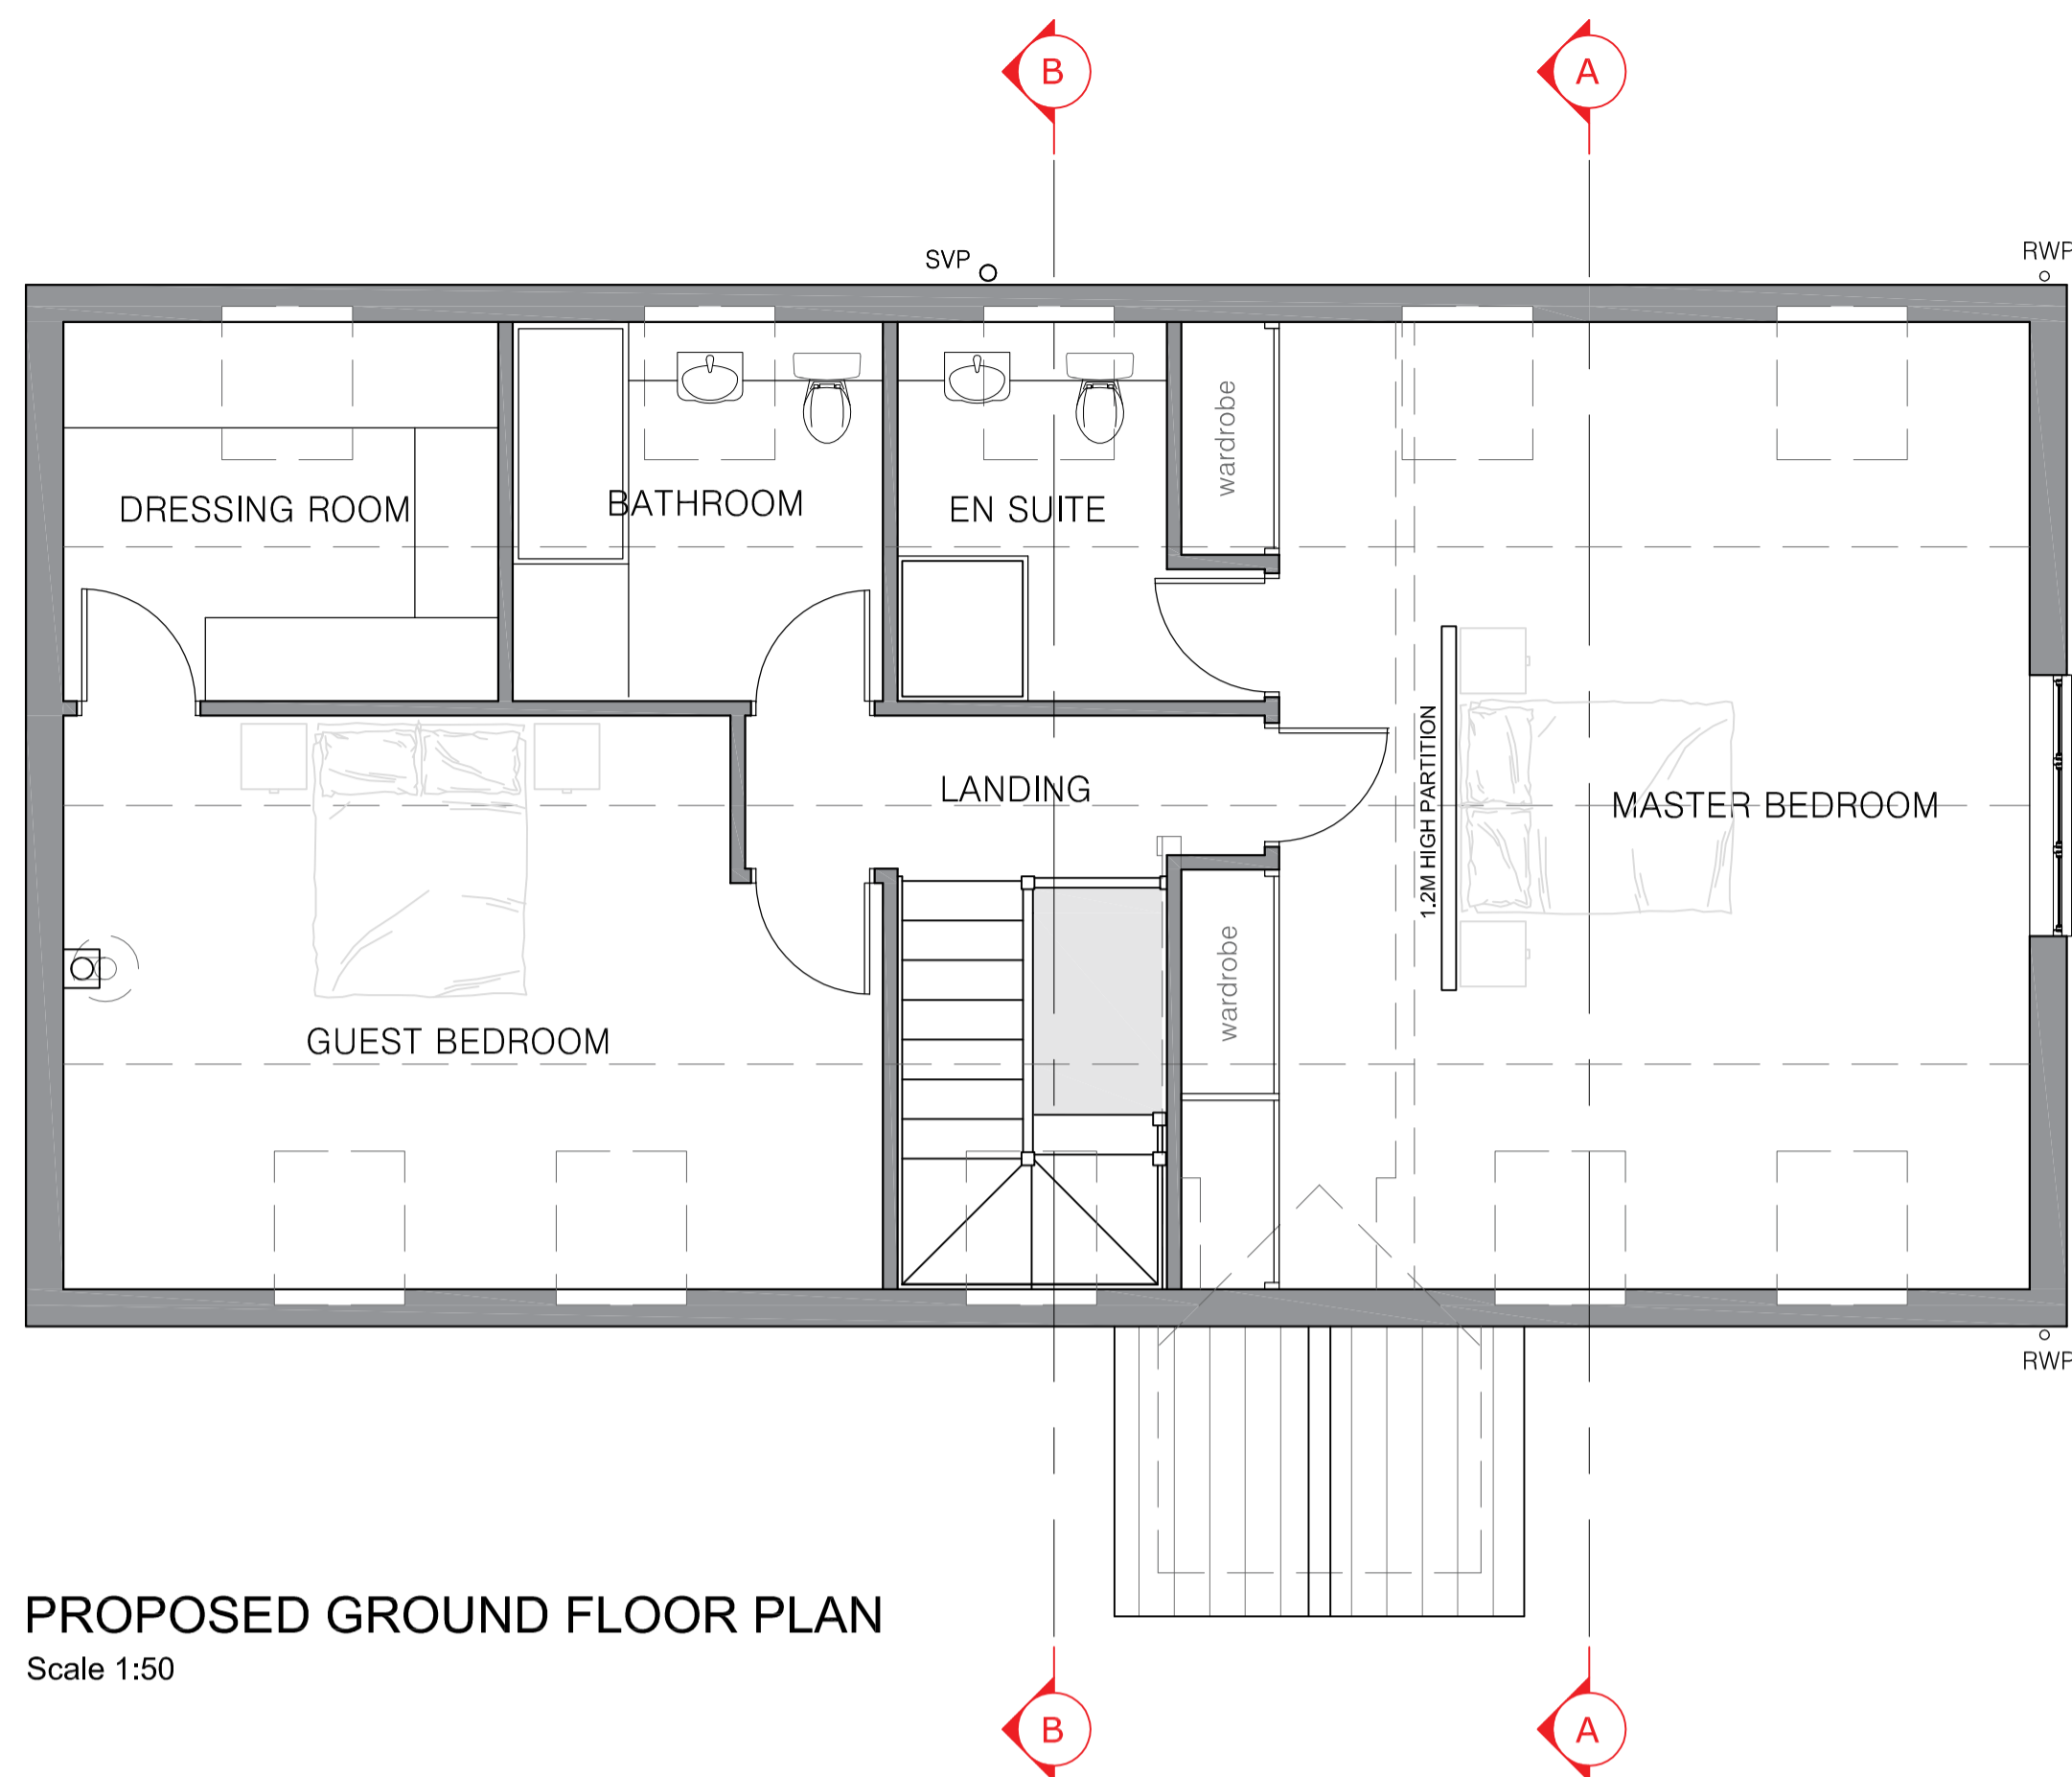 B
A
SVP
RWP
wardrobe
DRESSING ROOM
BATHROOM
EN SUITE
1.2M HIGH PARTITION
LANDING
MASTER BEDROOM
wardrobe
GUEST BEDROOM
RWP
PROPOSED GROUND FLOOR PLAN
Scale 1:50
B
A